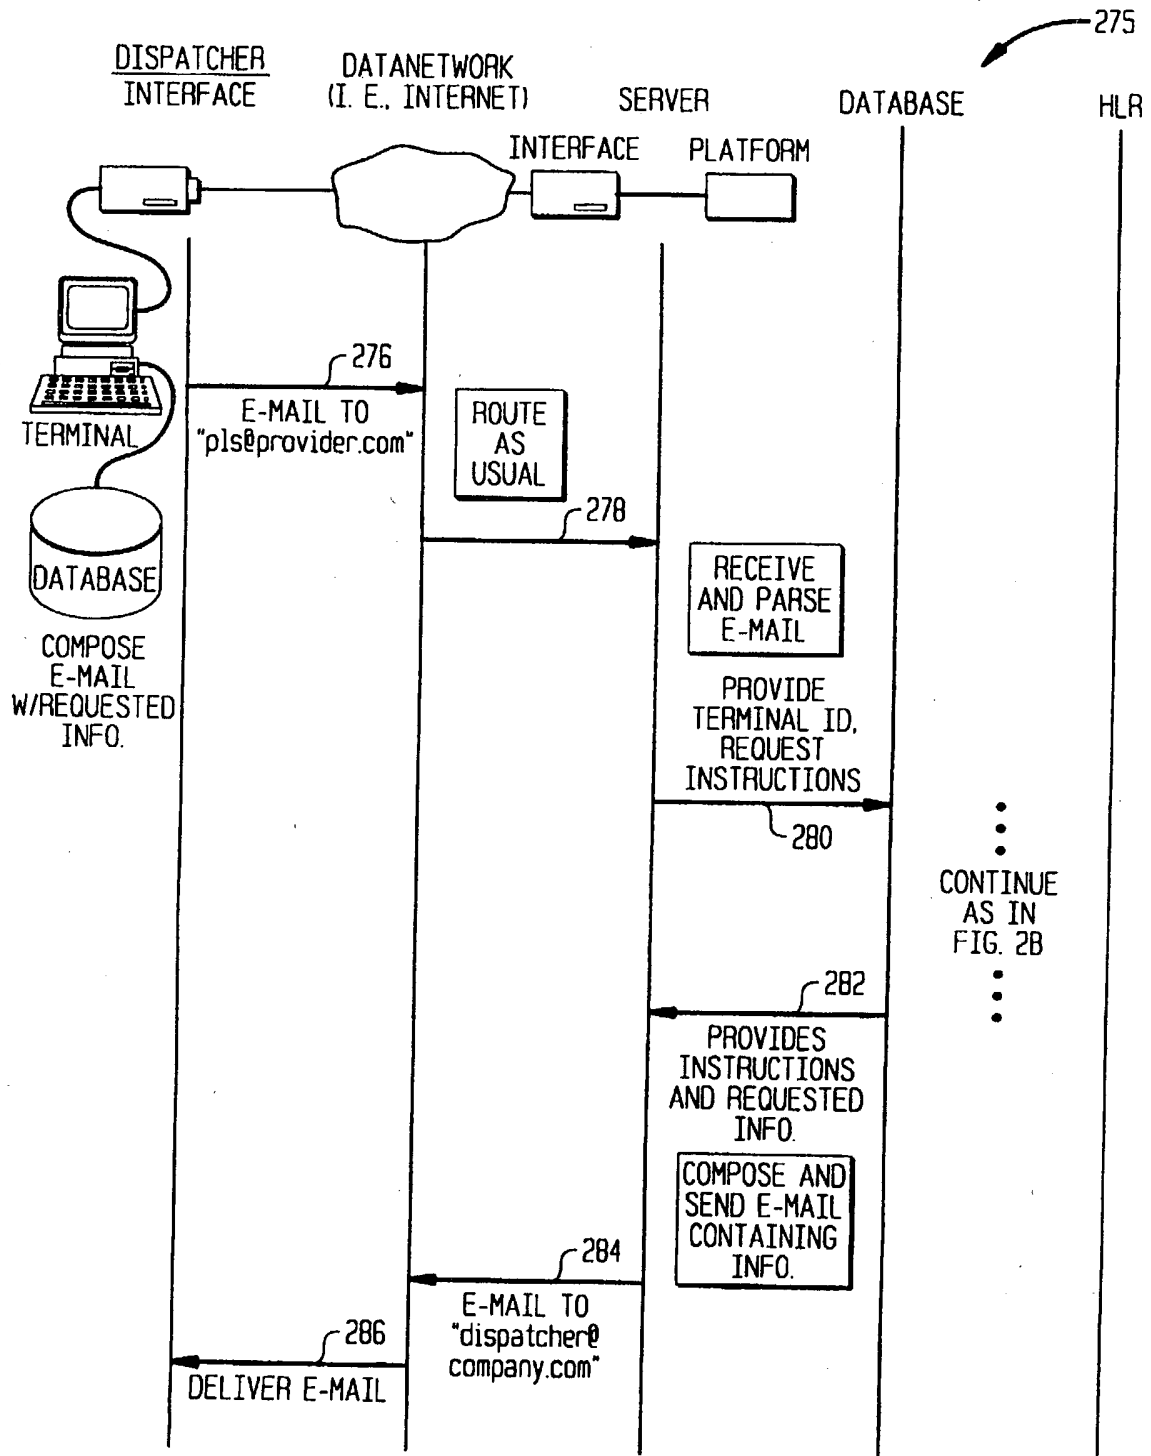 275
DISPATCHER
INTERFACE
DATANETWORK
(I. E., INTERNET)
SERVER
INTERFACE
PLATFORM
DATABASE
HLR
276
E-MAIL TO
"pls@provider.com"
TERMINAL
ROUTE
AS
USUAL
278
DATABASE
COMPOSE
E-MAIL
W/REQUESTED
INFO.
RECEIVE
AND PARSE
E-MAIL
PROVIDE
TERMINAL ID,
REQUEST
INSTRUCTIONS
280
CONTINUE
AS IN
FIG. 2B
282
PROVIDES
INSTRUCTIONS
AND REQUESTED
INFO.
COMPOSE AND
SEND E-MAIL
CONTAINING
INFO.
284
E-MAIL TO
"dispatcher@
company.com"
286
DELIVER E-MAIL